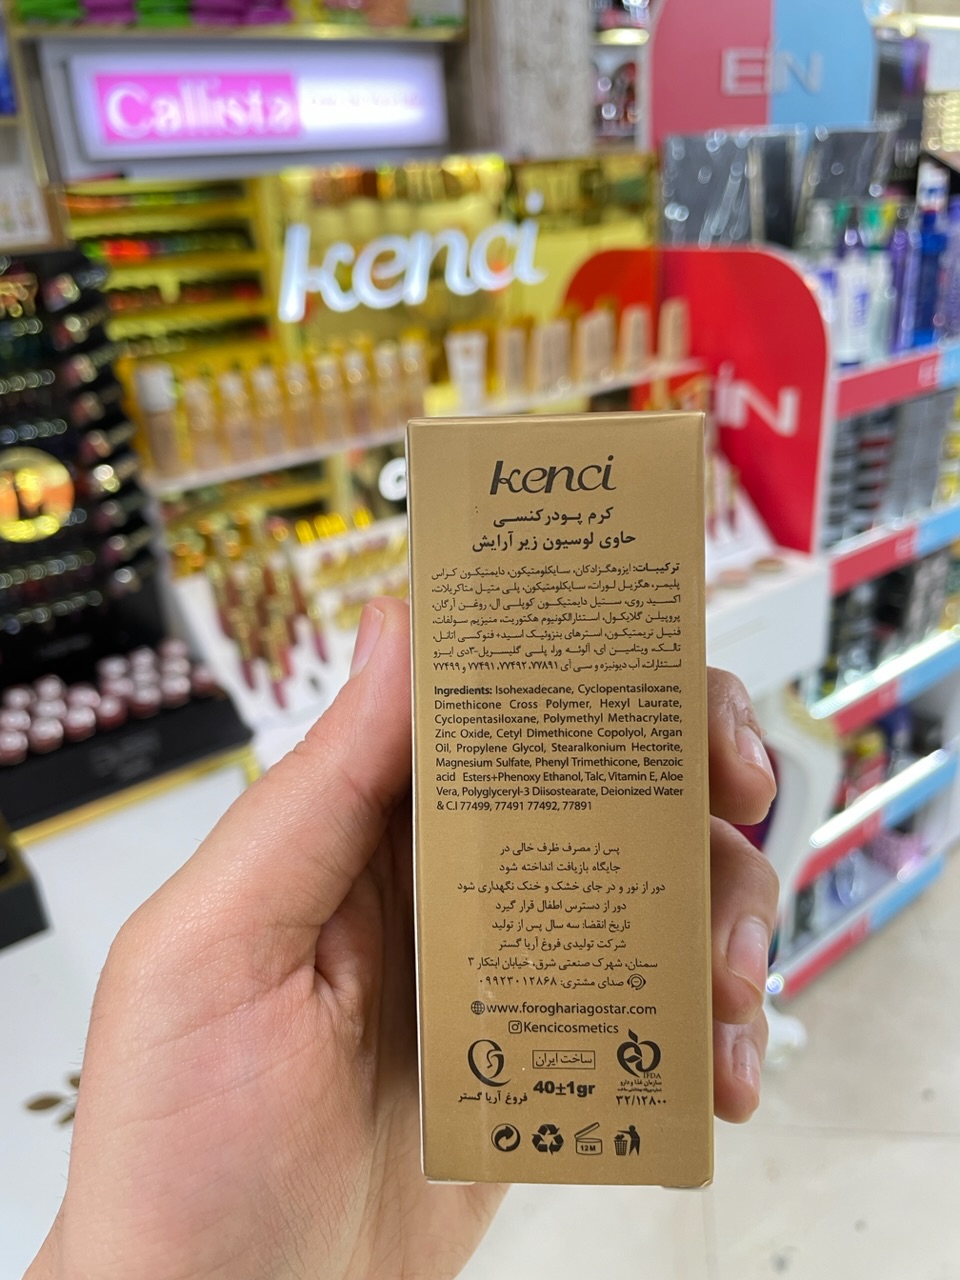 Callista
EIN
kenci
iN
kenci
کرم پودر کنسی
حاوی لوسیون زیر آرایش
ترکیبات: ایزوهگزادکان، سایکلومتیکون، دایمتیکون کراس
پلیمر، هگزیل لورات، سایکلومتیکون، پلی متیل متاکریلات،
اکسید روی، ستیل دایمتیکون کوپلی ال، روغن آرگان،
پروپیلن گلایکول، استئارالکونیوم هکتوریت، منیزیم سولفات،
فنیل تریمتیکون، استرهای بنزوئیک اسید+ فنوکسی اتانل،
تالک، ویتامین ای، آلوئه ورا، پلی گلیسریل-۳دی ایزو
استئارات، آب دیونیزه و سی آی ۷۷۸۹۱، ۷۷۴۹۲، ۷۷۴۹۱ و ۷۷۴۹۹
Ingredients: Isohexadecane, Cyclopentasiloxane,
Dimethicone Cross Polymer, Hexyl Laurate,
Cyclopentasiloxane, Polymethyl Methacrylate,
Zinc Oxide, Cetyl Dimethicone Copolyol, Argan
Oil, Propylene Glycol, Stearalkonium Hectorite,
Magnesium Sulfate, Phenyl Trimethicone, Benzoic
acid Esters+Phenoxy Ethanol, Talc, Vitamin E, Aloe
Vera, Polyglyceryl-3 Diisostearate, Deionized Water
& C.I 77499, 77491 77492, 77891
پس از مصرف ظرف خالی در
جایگاه بازیافت انداخته شود
دور از نور و در جای خشک و خنک نگهداری شود
دور از دسترس اطفال قرار گیرد
تاریخ انقضا: سه سال پس از تولید
شرکت تولیدی فروغ آریا گستر
سمنان، شهرک صنعتی شرق، خیابان ابتکار ۳
صدای مشتری: ۰۹۹۲۳۰۱۲۸۶۸
www.foroghariagostar.com
Kencicosmetics
ساخت ایران
40±1gr
فروغ آریا گستر
IFDA
سازمان غذا و دارو
۳۲/۱۲۸۰۰
12M